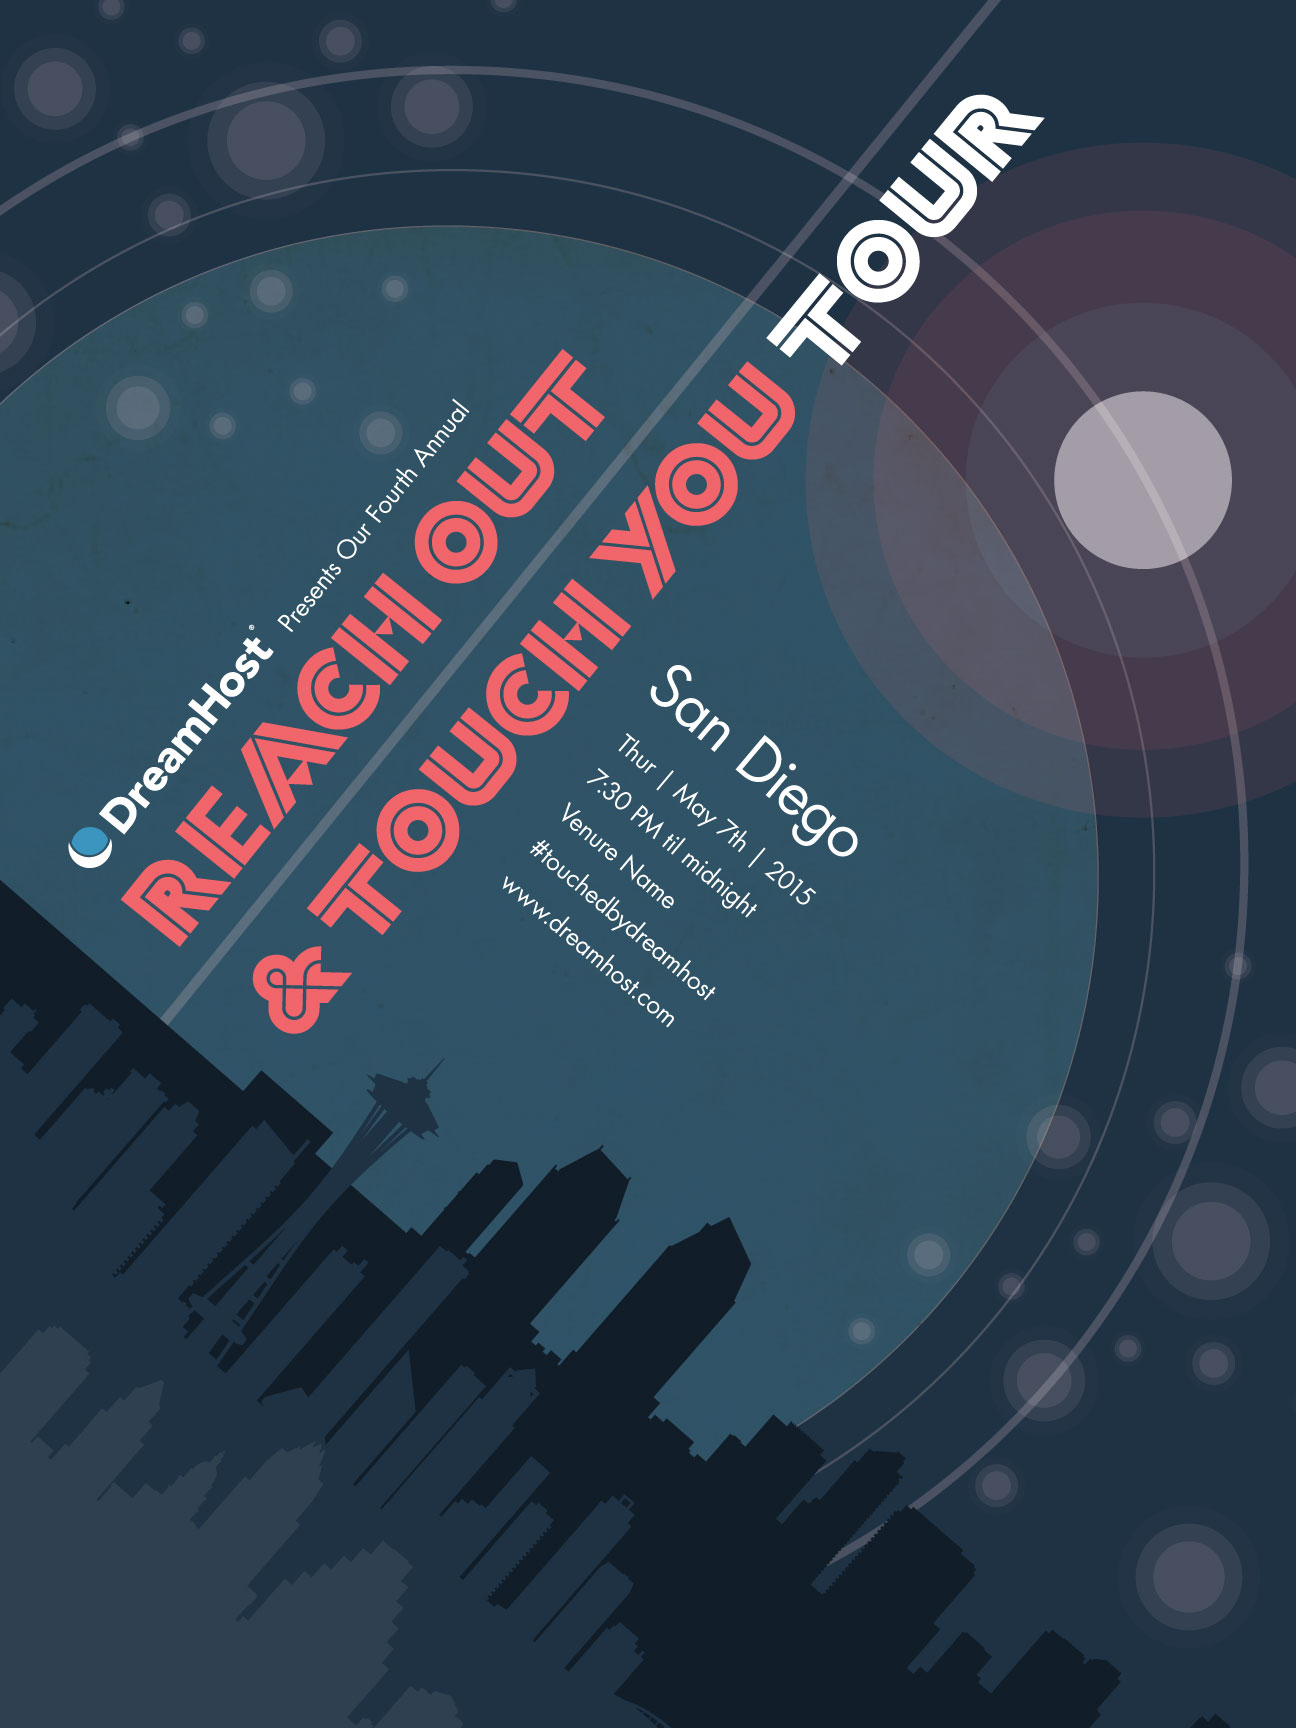 DreamHost® Presents Our Fourth Annual
REACH OUT
& TOUCH YOU TOUR
San Diego
Thur | May 7th | 2015
7:30 PM til midnight
Venure Name
#touchedbydreamhost
www.dreamhost.com